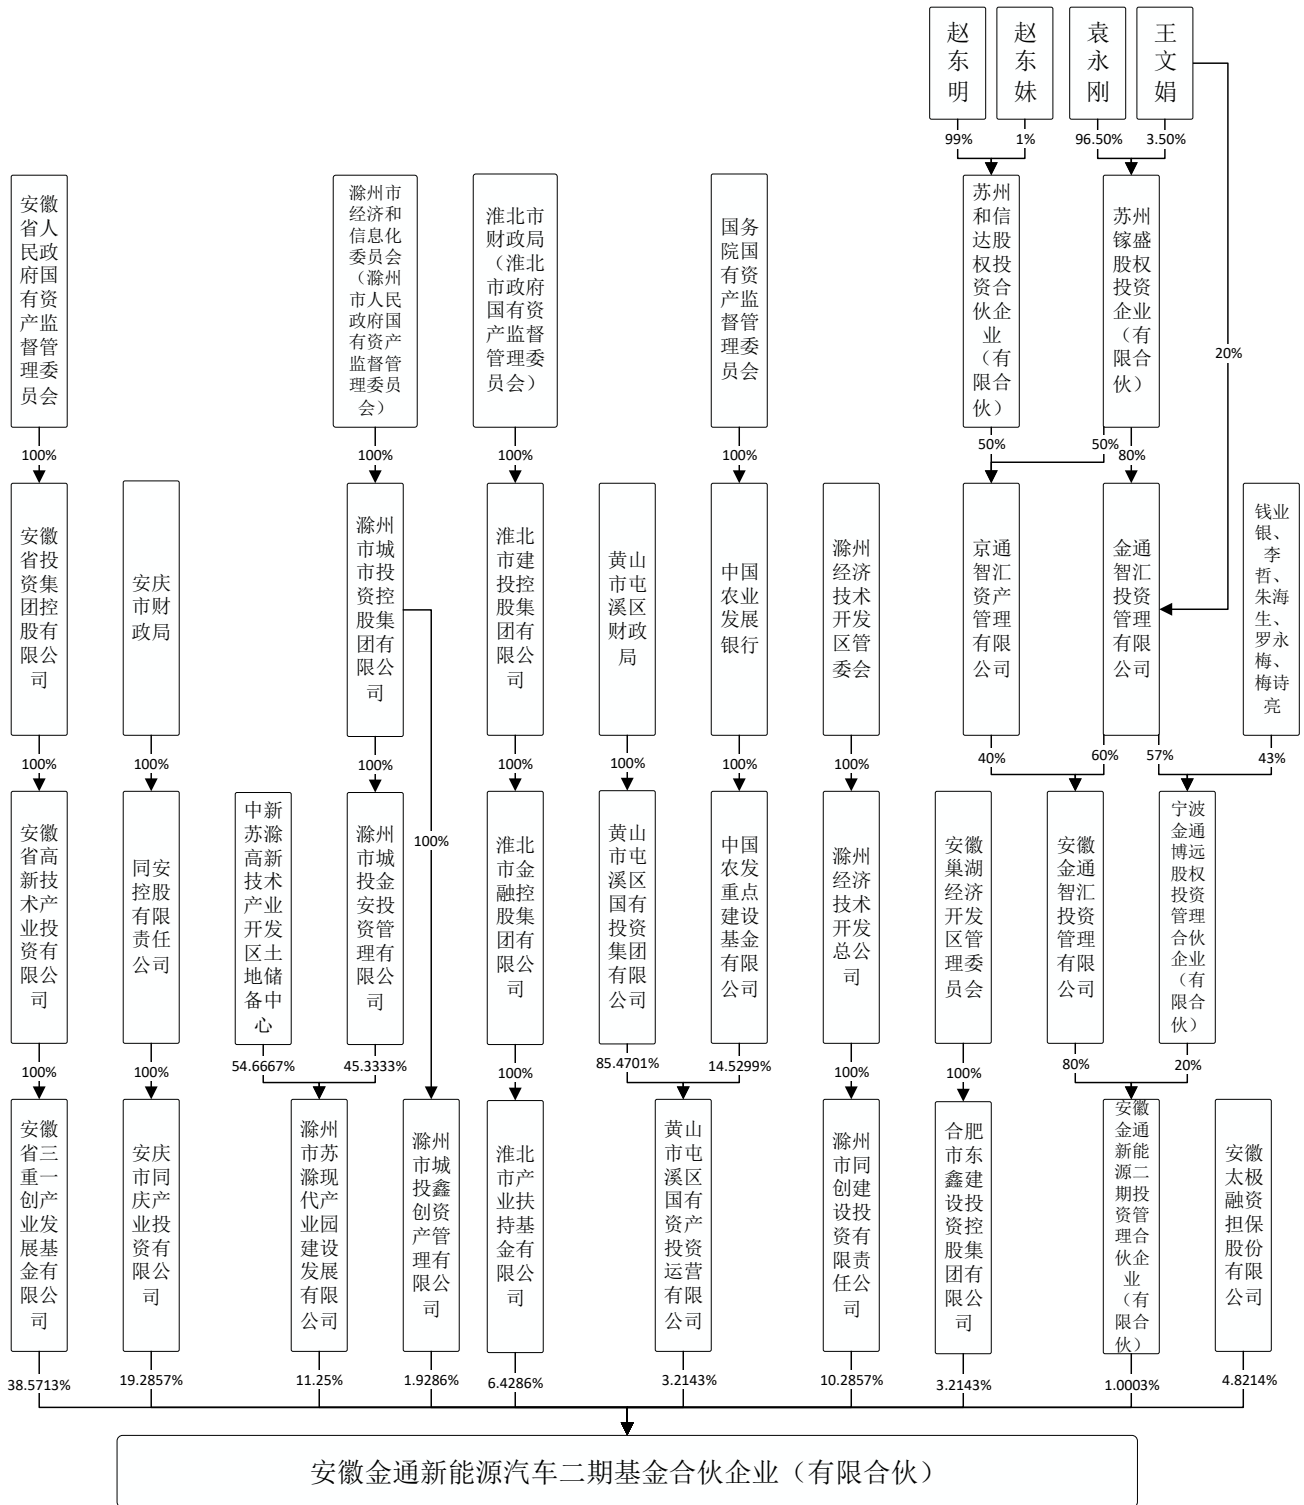 赵东明
赵东妹
袁永刚
王文娟
99%
1%
96.50%
3.50%
安徽省人民政府国有资产监督管理委员会
滁州市经济和信息化委员会（滁州市人民政府国有资产监督管理委员会）
淮北市财政局（淮北市政府国有资产监督管理委员会）
国务院国有资产监督管理委员会
苏州和信达股权投资合伙企业（有限合伙）
苏州镓盛股权投资企业（有限合伙）
20%
100%
100%
100%
100%
50%
50%
80%
安徽省投资集团控股有限公司
安庆市财政局
滁州市城市投资控股集团有限公司
淮北市建投控股集团有限公司
黄山市屯溪区财政局
中国农业发展银行
滁州经济技术开发区管委会
京通智汇资产管理有限公司
金通智汇投资管理有限公司
钱业银、李哲、朱海生、罗永梅、梅诗亮
100%
100%
100%
100%
100%
100%
100%
40%
60%
57%
43%
安徽省高新技术产业投资有限公司
同安控股有限责任公司
中新苏滁高新技术产业开发区土地储备中心
滁州市城投金安投资管理有限公司
100%
淮北市金融控股集团有限公司
黄山市屯溪区国有投资集团有限公司
中国农发重点建设基金有限公司
滁州经济技术开发总公司
安徽巢湖经济开发区管理委员会
安徽金通智汇投资管理有限公司
宁波金通博远股权投资管理合伙企业（有限合伙）
100%
100%
54.6667%
45.3333%
100%
85.4701%
14.5299%
100%
100%
80%
20%
安徽省三重一创产业发展基金有限公司
安庆市同庆产业投资有限公司
滁州市苏滁现代产业园建设发展有限公司
滁州市城投鑫创资产管理有限公司
淮北市产业扶持基金有限公司
黄山市屯溪区国有资产投资运营有限公司
滁州市同创建设投资有限责任公司
合肥市东鑫建设投资控股集团有限公司
安徽金通新能源二期投资管理合伙企业（有限合伙）
安徽太极融资担保股份有限公司
38.5713%
19.2857%
11.25%
1.9286%
6.4286%
3.2143%
10.2857%
3.2143%
1.0003%
4.8214%
安徽金通新能源汽车二期基金合伙企业（有限合伙）